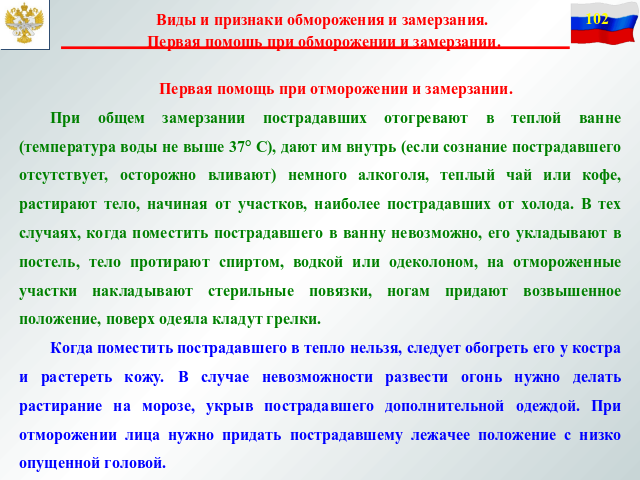 Виды и признаки обморожения и замерзания.
102
Первая помощь при обморожении и замерзании.
Первая помощь при отморожении и замерзании.
При общем замерзании пострадавших отогревают в теплой ванне
(температура воды не выше 37° С), дают им внутрь (если сознание пострадавшего
отсутствует, осторожно вливают) немного алкоголя, теплый чай или кофе,
растирают тело, начиная от участков, наиболее пострадавших от холода. В тех
случаях, когда поместить пострадавшего в ванну невозможно, его укладывают в
постель, тело протирают спиртом, водкой или одеколоном, на отмороженные
участки накладывают стерильные повязки, ногам придают возвышенное
положение, поверх одеяла кладут грелки.
Когда поместить пострадавшего в тепло нельзя, следует обогреть его у костра
и растереть кожу. В случае невозможности развести огонь нужно делать
растирание на морозе, укрыв пострадавшего дополнительной одеждой. При
отморожении лица нужно придать пострадавшему лежачее положение с низко
опущенной головой.